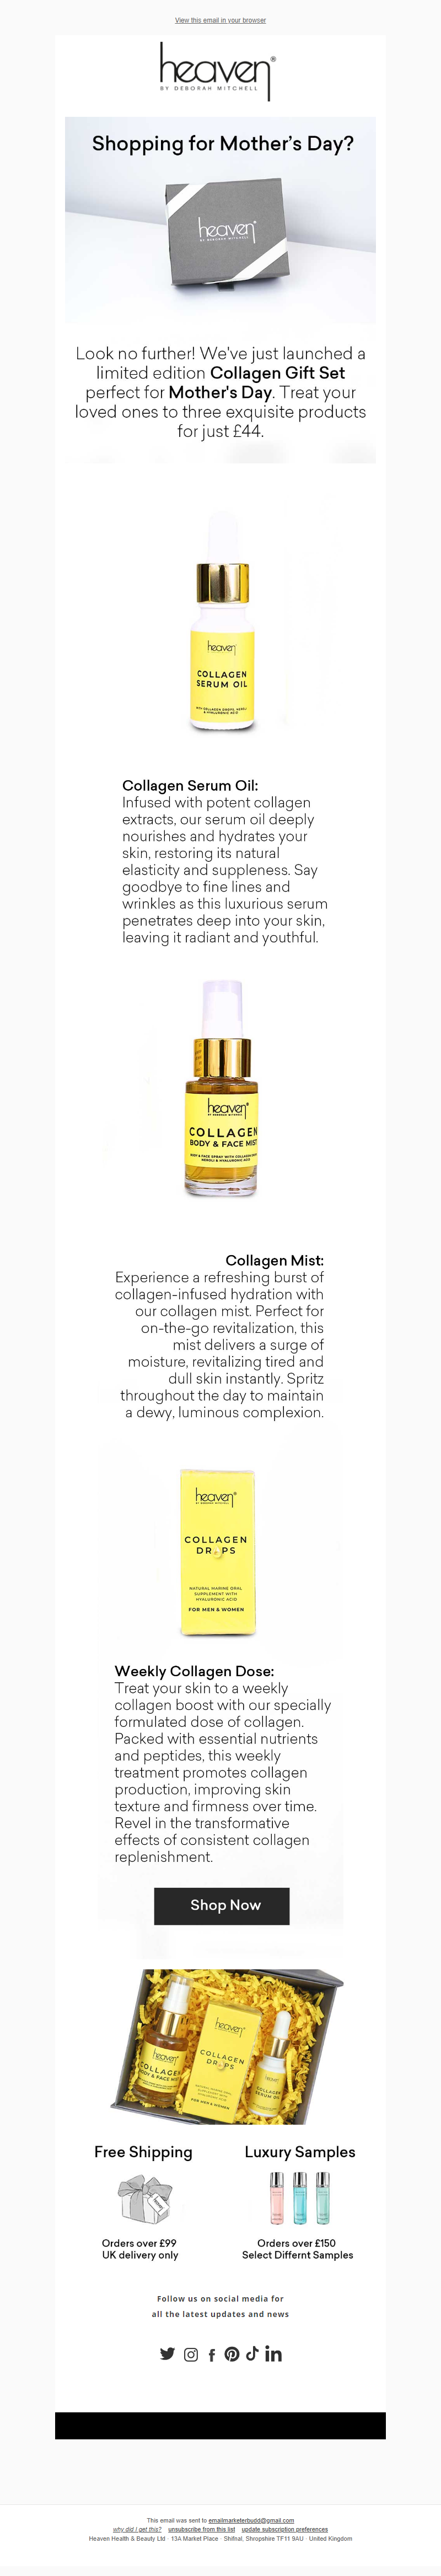 View this email in your browser
heaven®
BY DEBORAH MITCHELL
Shopping for Mother's Day?
heaven®
BY DEBORAH MITCHELL
Look no further! We've just launched a
limited edition Collagen Gift Set
perfect for Mother's Day. Treat your
loved ones to three exquisite products
for just £44.
heaven
COLLAGEN
SERUM OIL
WITH COLLAGEN DROPS, NEROLI
& HYALURONIC ACID
Collagen Serum Oil:
Infused with potent collagen
extracts, our serum oil deeply
nourishes and hydrates your
skin, restoring its natural
elasticity and suppleness. Say
goodbye to fine lines and
wrinkles as this luxurious serum
penetrates deep into your skin,
leaving it radiant and youthful.
heaven®
BY DEBORAH MITCHELL
COLLAGEN
BODY & FACE MIST
BODY & FACE SPRAY WITH COLLAGEN
NEROLI & HYALURONIC ACID
Collagen Mist:
Experience a refreshing burst of
collagen-infused hydration with
our collagen mist. Perfect for
on-the-go revitalization, this
mist delivers a surge of
moisture, revitalizing tired and
dull skin instantly. Spritz
throughout the day to maintain
a dewy, luminous complexion.
heaven®
BY DEBORAH MITCHELL
COLLAGEN
DROPS
NATURAL MARINE ORAL
SUPPLEMENT WITH
HYALURONIC ACID
FOR MEN & WOMEN
Weekly Collagen Dose:
Treat your skin to a weekly
collagen boost with our specially
formulated dose of collagen.
Packed with essential nutrients
and peptides, this weekly
treatment promotes collagen
production, improving skin
texture and firmness over time.
Revel in the transformative
effects of consistent collagen
replenishment.
Shop Now
heaven
COLLAGEN
BODY & FACE MIST
heaven
COLLAGEN
DROPS
FOR MEN & WOMEN
heaven
COLLAGEN
SERUM OIL
Free Shipping
Luxury Samples
Orders over £99
UK delivery only
Orders over £150
Select Differnt Samples
Follow us on social media for
all the latest updates and news
This email was sent to emailmarketerbudd@gmail.com
why did I get this? unsubscribe from this list update subscription preferences
Heaven Health & Beauty Ltd · 13A Market Place · Shifnal, Shropshire TF11 9AU · United Kingdom